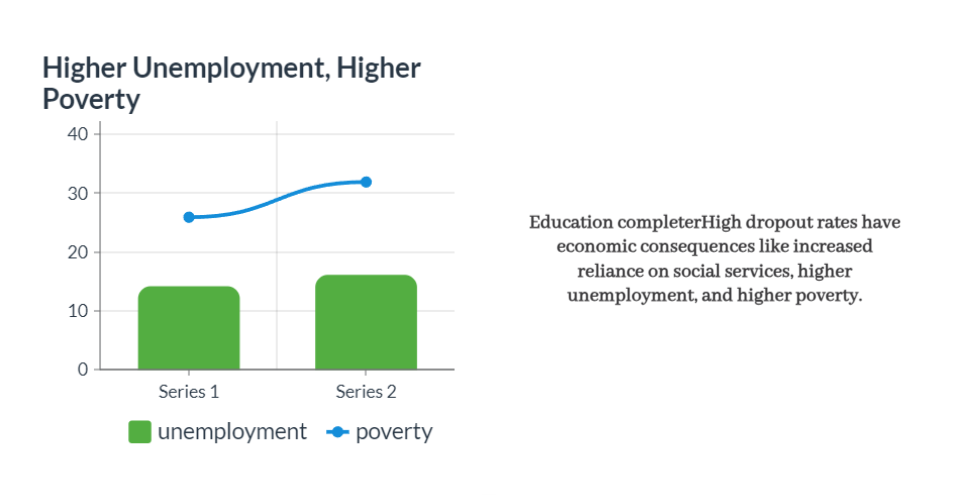 Higher Unemployment, Higher
Poverty
40
30
20
10
0
Series 1
Series 2
unemployment
poverty
Education completerHigh dropout rates have
economic consequences like increased
reliance on social services, higher
unemployment, and higher poverty.